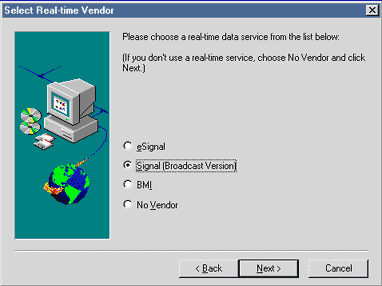 Select Real-time Vendor
Please choose a real-time data service from the list below:
(If you don't use a real-time service, choose No Vendor and click
Next.)
eSignal
Signal (Broadcast Version)
BMI
No Vendor
< Back
Next >
Cancel